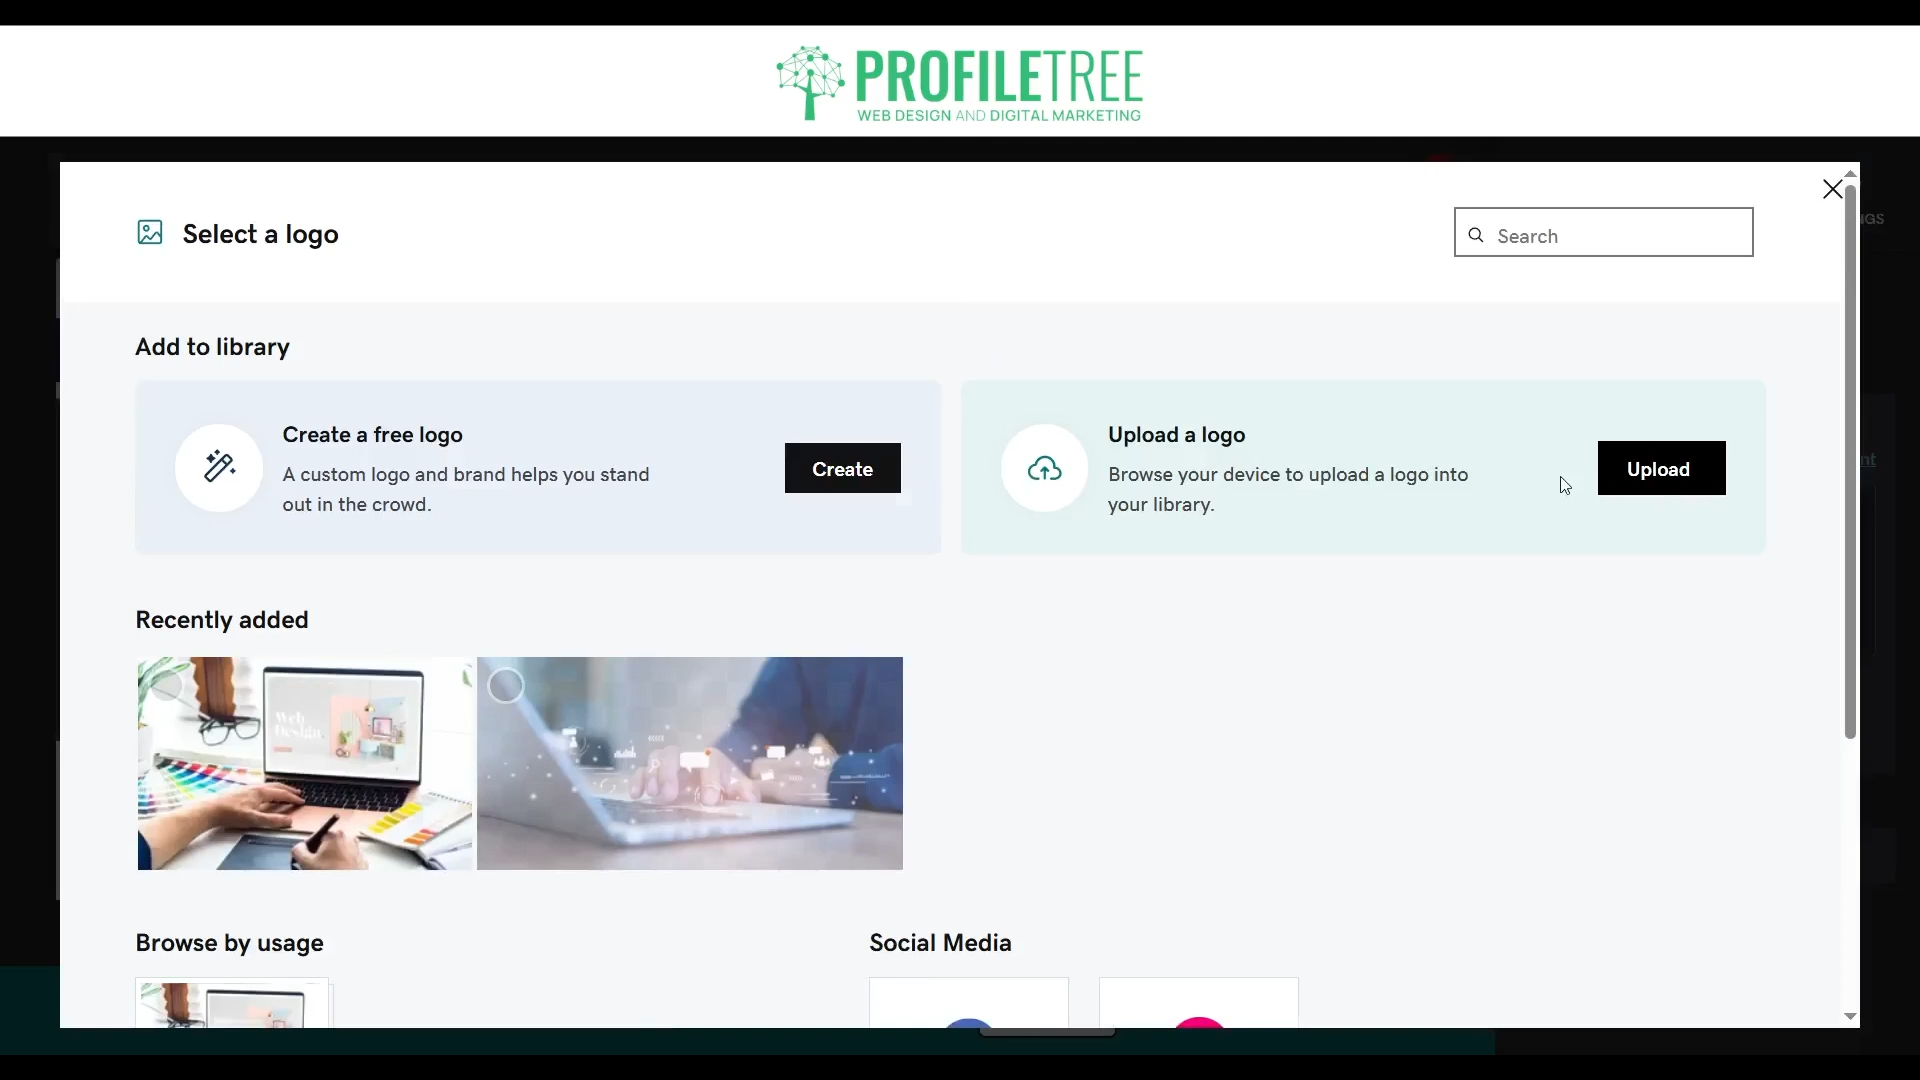 PROFILETREE
WEB DESIGN AND DIGITAL MARKETING
Select a logo
Search
Add to library
Create a free logo
A custom logo and brand helps you stand
out in the crowd.
Create
Upload a logo
Browse your device to upload a logo into
your library.
Upload
Recently added
Web
Design
Browse by usage
Social Media